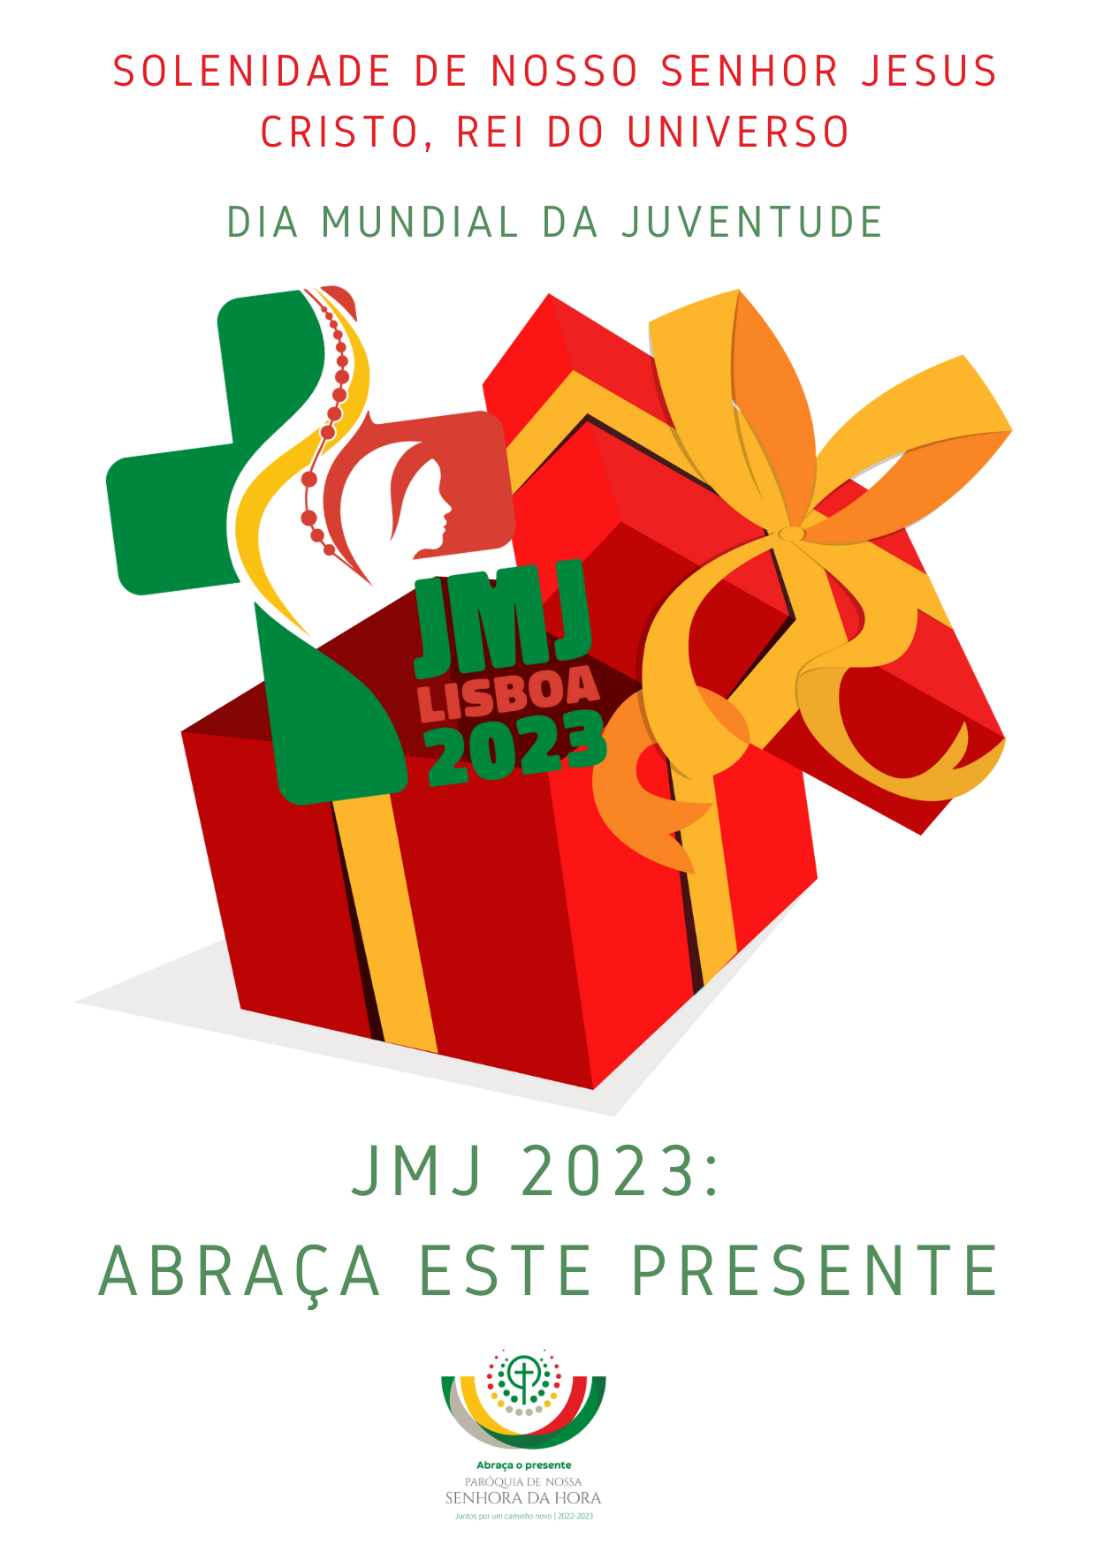 SOLENIDADE DE NOSSO SENHOR JESUS
CRISTO, REI DO UNIVERSO
DIA MUNDIAL DA JUVENTUDE
JMJ
LISBOA
2023
JMJ 2023:
ABRAÇA ESTE PRESENTE
Abraça o presente
PARÓQUIA DE NOSSA
SENHORA DA HORA
Juntos por um caminho novo | 2022-2023